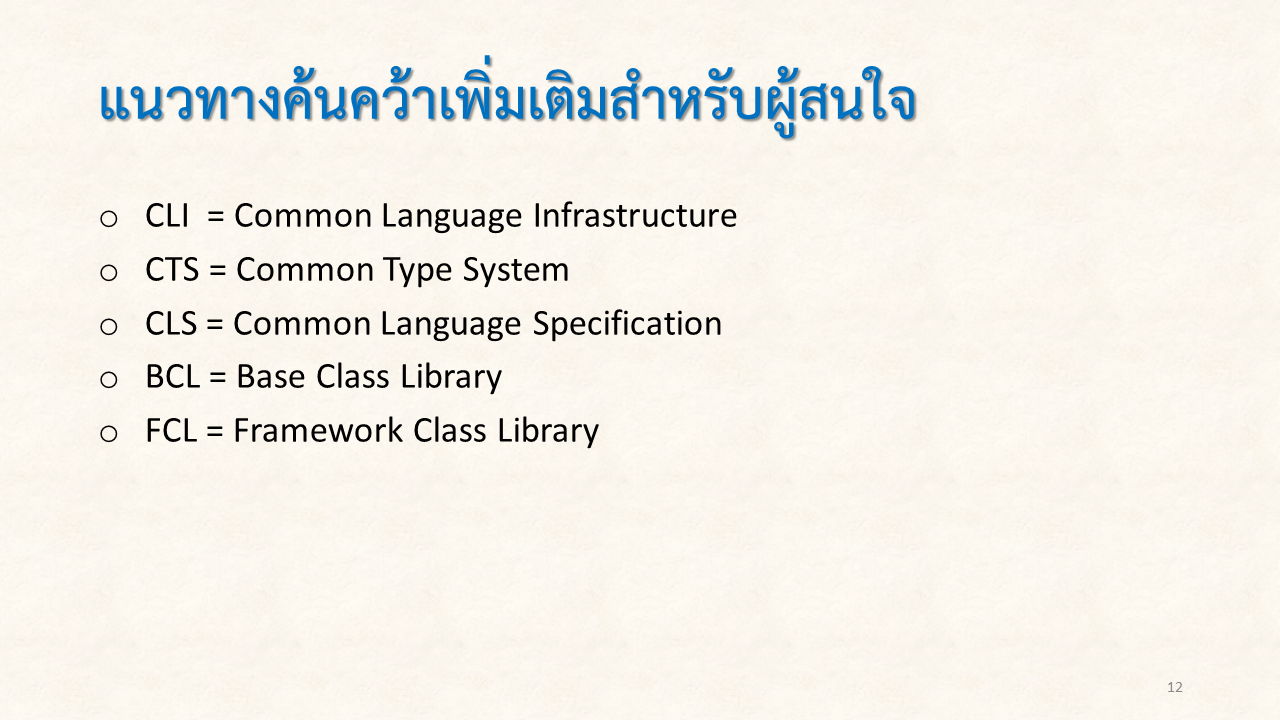 แนวทางค้นคว้าเพิ่มเติมสำหรับผู้สนใจ
o CLI = Common Language Infrastructure
o CTS = Common Type System
o CLS = Common Language Specification
o BCL = Base Class Library
o FCL = Framework Class Library
12